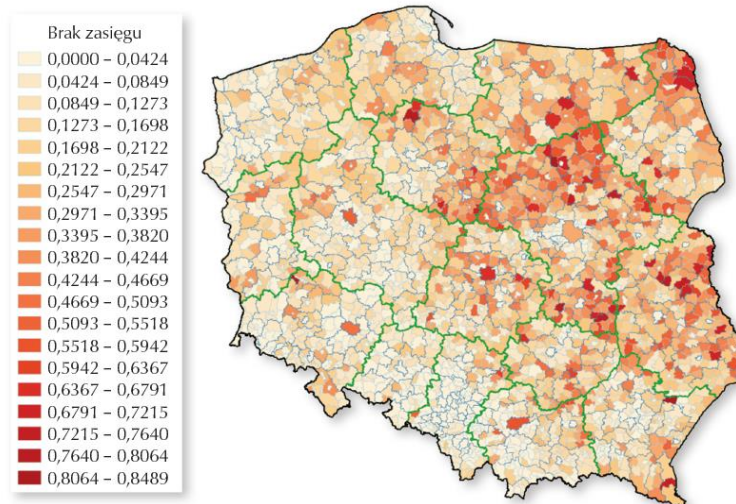 Brak zasięgu
0,0000 – 0,0424
0,0424 – 0,0849
0,0849 – 0,1273
0,1273 – 0,1698
0,1698 – 0,2122
0,2122 – 0,2547
0,2547 – 0,2971
0,2971 – 0,3395
0,3395 – 0,3820
0,3820 – 0,4244
0,4244 – 0,4669
0,4669 – 0,5093
0,5093 – 0,5518
0,5518 – 0,5942
0,5942 – 0,6367
0,6367 – 0,6791
0,6791 – 0,7215
0,7215 – 0,7640
0,7640 – 0,8064
0,8064 – 0,8489